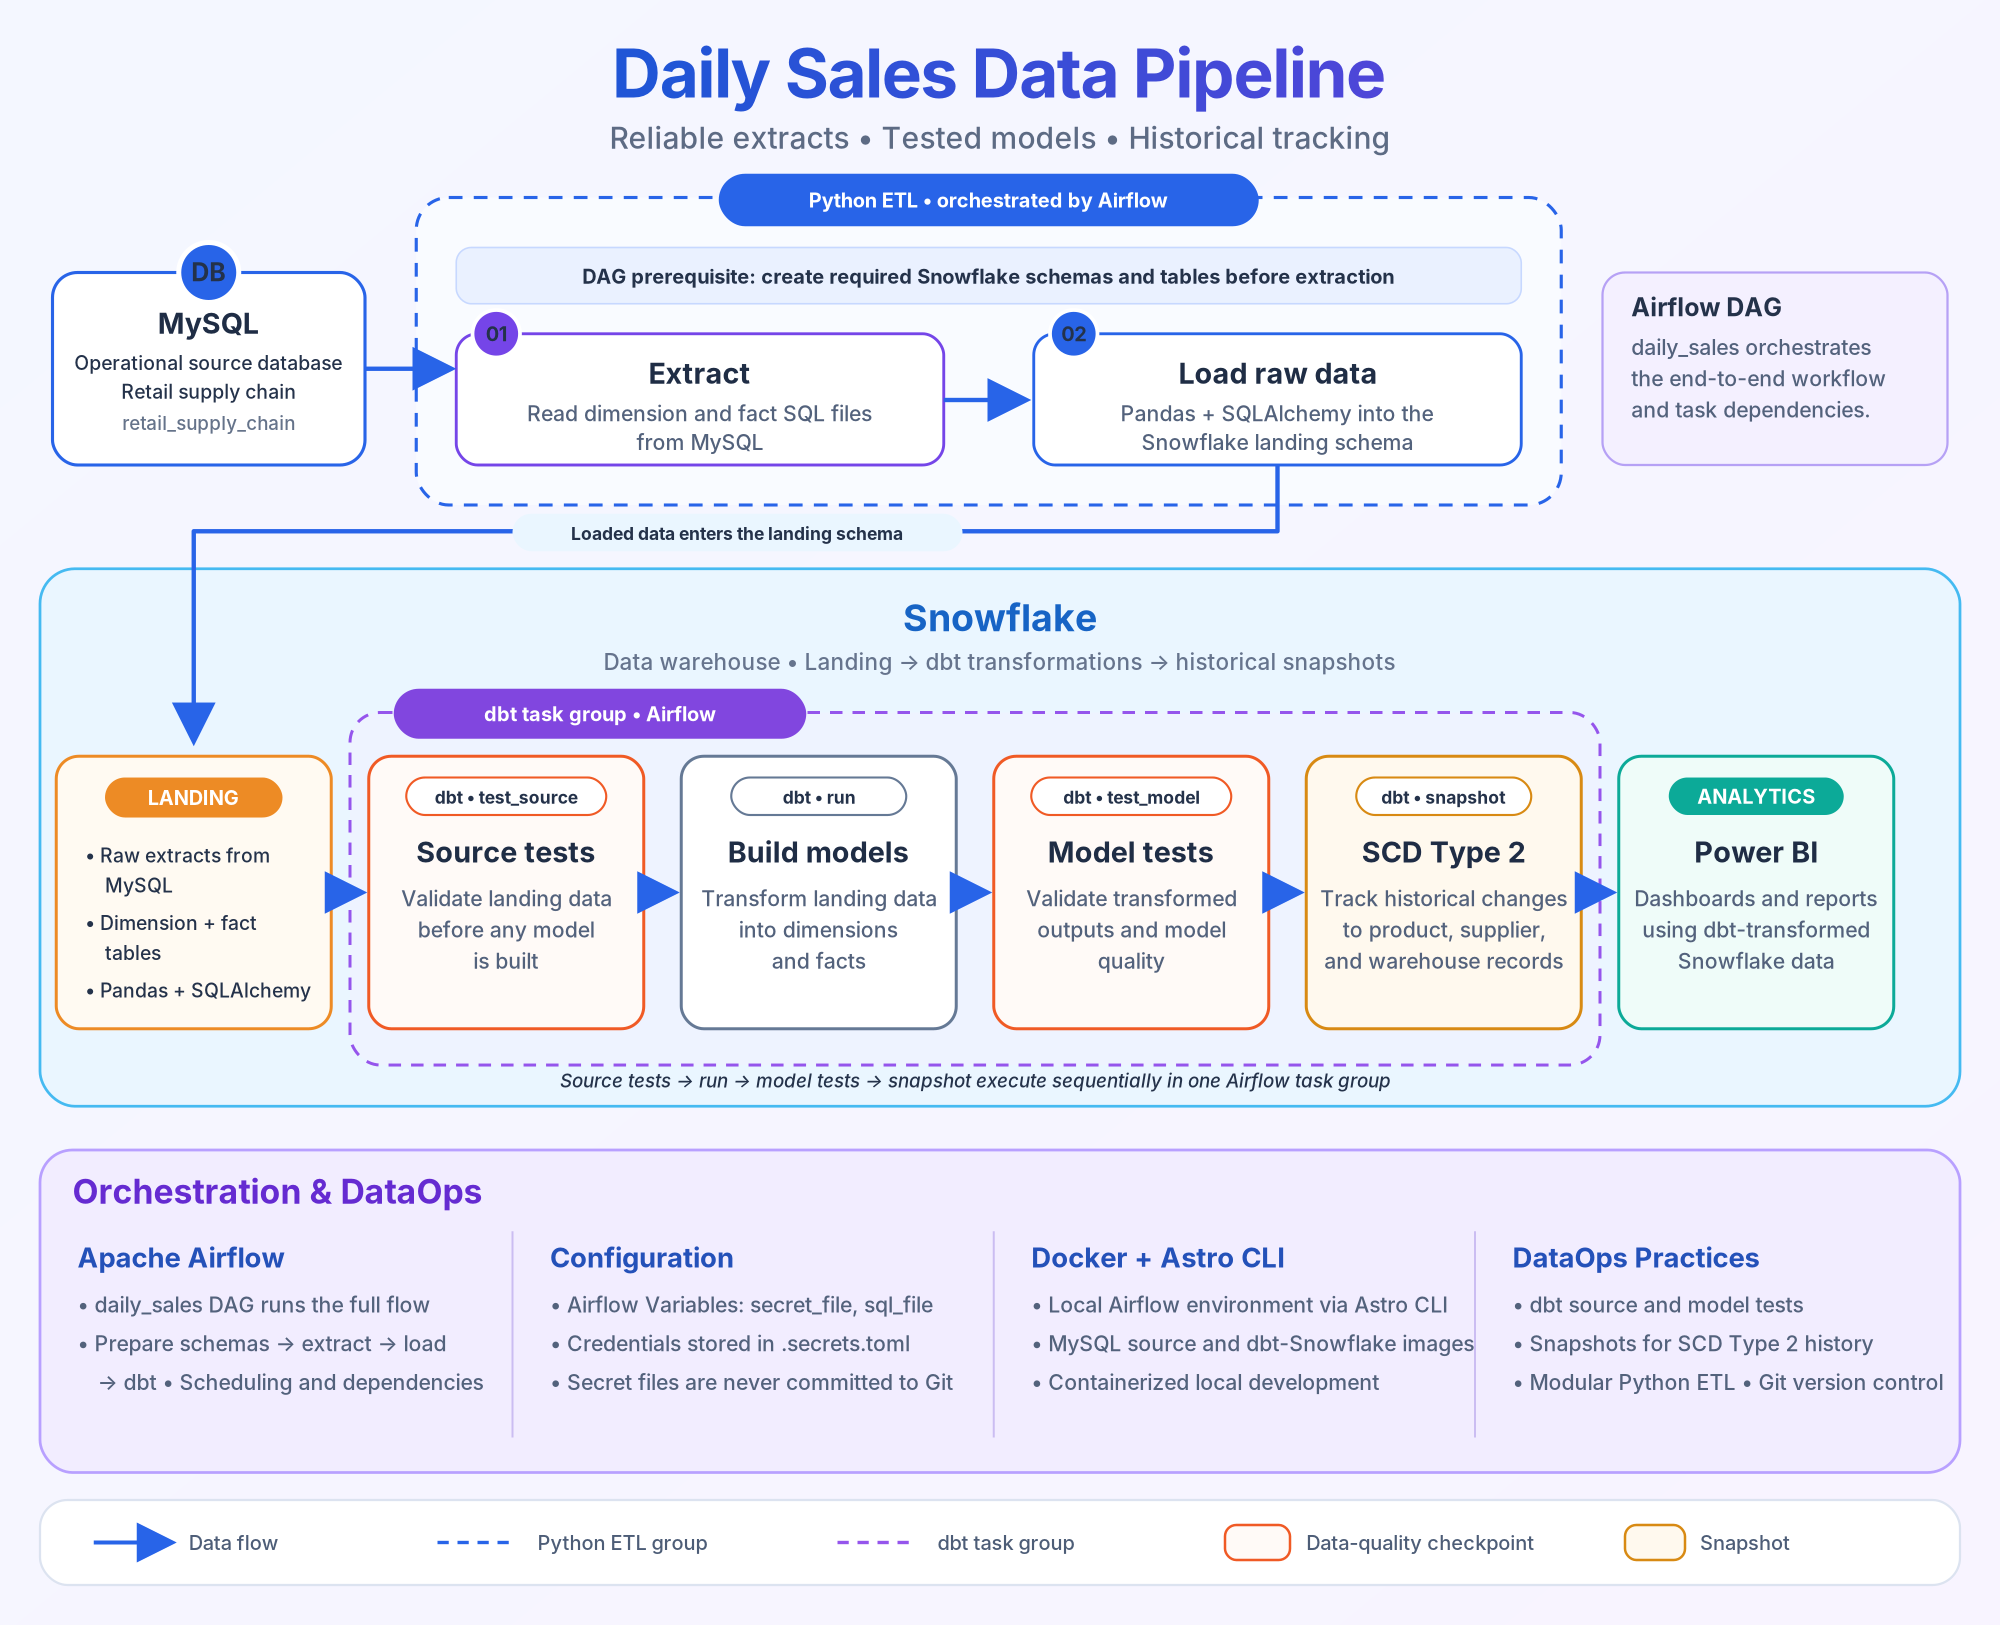 Daily Sales Data Pipeline
Reliable extracts • Tested models • Historical tracking
Python ETL • orchestrated by Airflow
DAG prerequisite: create required Snowflake schemas and tables before extraction
DB
MySQL
Operational source database
Retail supply chain
retail_supply_chain
01
Extract
Read dimension and fact SQL files
from MySQL
02
Load raw data
Pandas + SQLAlchemy into the
Snowflake landing schema
Airflow DAG
daily_sales orchestrates
the end-to-end workflow
and task dependencies.
Loaded data enters the landing schema
Snowflake
Data warehouse • Landing → dbt transformations → historical snapshots
dbt task group • Airflow
LANDING
• Raw extracts from
MySQL
• Dimension + fact
tables
• Pandas + SQLAlchemy
dbt • test_source
Source tests
Validate landing data
before any model
is built
dbt • run
Build models
Transform landing data
into dimensions
and facts
dbt • test_model
Model tests
Validate transformed
outputs and model
quality
dbt • snapshot
SCD Type 2
Track historical changes
to product, supplier,
and warehouse records
ANALYTICS
Power BI
Dashboards and reports
using dbt-transformed
Snowflake data
Source tests → run → model tests → snapshot execute sequentially in one Airflow task group
Orchestration & DataOps
Apache Airflow
• daily_sales DAG runs the full flow
• Prepare schemas → extract → load
→ dbt • Scheduling and dependencies
Configuration
• Airflow Variables: secret_file, sql_file
• Credentials stored in .secrets.toml
• Secret files are never committed to Git
Docker + Astro CLI
• Local Airflow environment via Astro CLI
• MySQL source and dbt-Snowflake images
• Containerized local development
DataOps Practices
• dbt source and model tests
• Snapshots for SCD Type 2 history
• Modular Python ETL • Git version control
Data flow
Python ETL group
dbt task group
Data-quality checkpoint
Snapshot